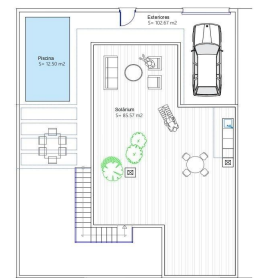 Exteriores
S= 102.67 m2
Piscina
S= 12.50 m2
Solárium
S= 85.57 m2